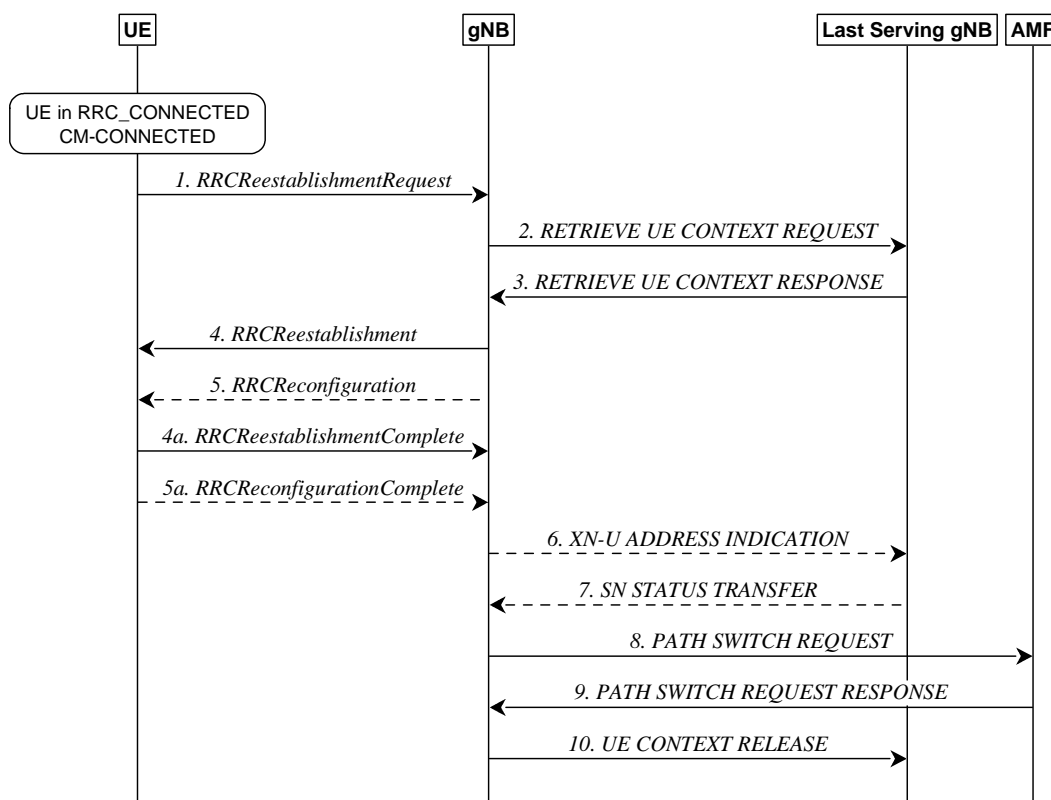 UE
gNB
Last Serving gNB
AMF
UE in RRC_CONNECTED
CM-CONNECTED
1. RRCReestablishmentRequest
2. RETRIEVE UE CONTEXT REQUEST
3. RETRIEVE UE CONTEXT RESPONSE
4. RRCReestablishment
5. RRCReconfiguration
4a. RRCReestablishmentComplete
5a. RRCReconfigurationComplete
6. XN-U ADDRESS INDICATION
7. SN STATUS TRANSFER
8. PATH SWITCH REQUEST
9. PATH SWITCH REQUEST RESPONSE
10. UE CONTEXT RELEASE